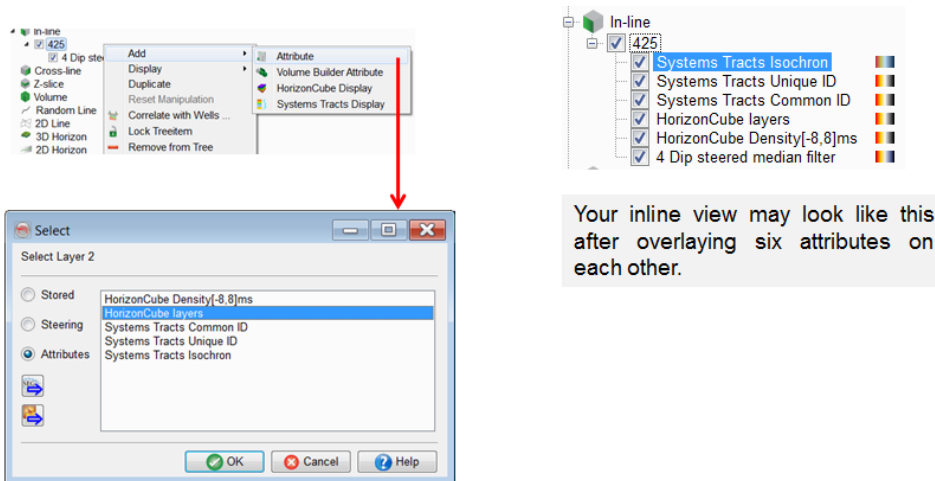 In-line
425
4 Dip stee
Cross-line
Z-slice
Volume
Random Line
2D Line
3D Horizon
2D Horizon
Add
Display
Duplicate
Reset Manipulation
Correlate with Wells ...
Lock Treeitem
Remove from Tree
Attribute
Volume Builder Attribute
HorizonCube Display
Systems Tracts Display
Select
Select Layer 2
Stored
Steering
Attributes
HorizonCube Density[-8,8]ms
HorizonCube layers
Systems Tracts Common ID
Systems Tracts Unique ID
Systems Tracts Isochron
OK
Cancel
Help
In-line
425
Systems Tracts Isochron
Systems Tracts Unique ID
Systems Tracts Common ID
HorizonCube layers
HorizonCube Density[-8,8]ms
4 Dip steered median filter
Your inline view may look like this
after overlaying six attributes on
each other.